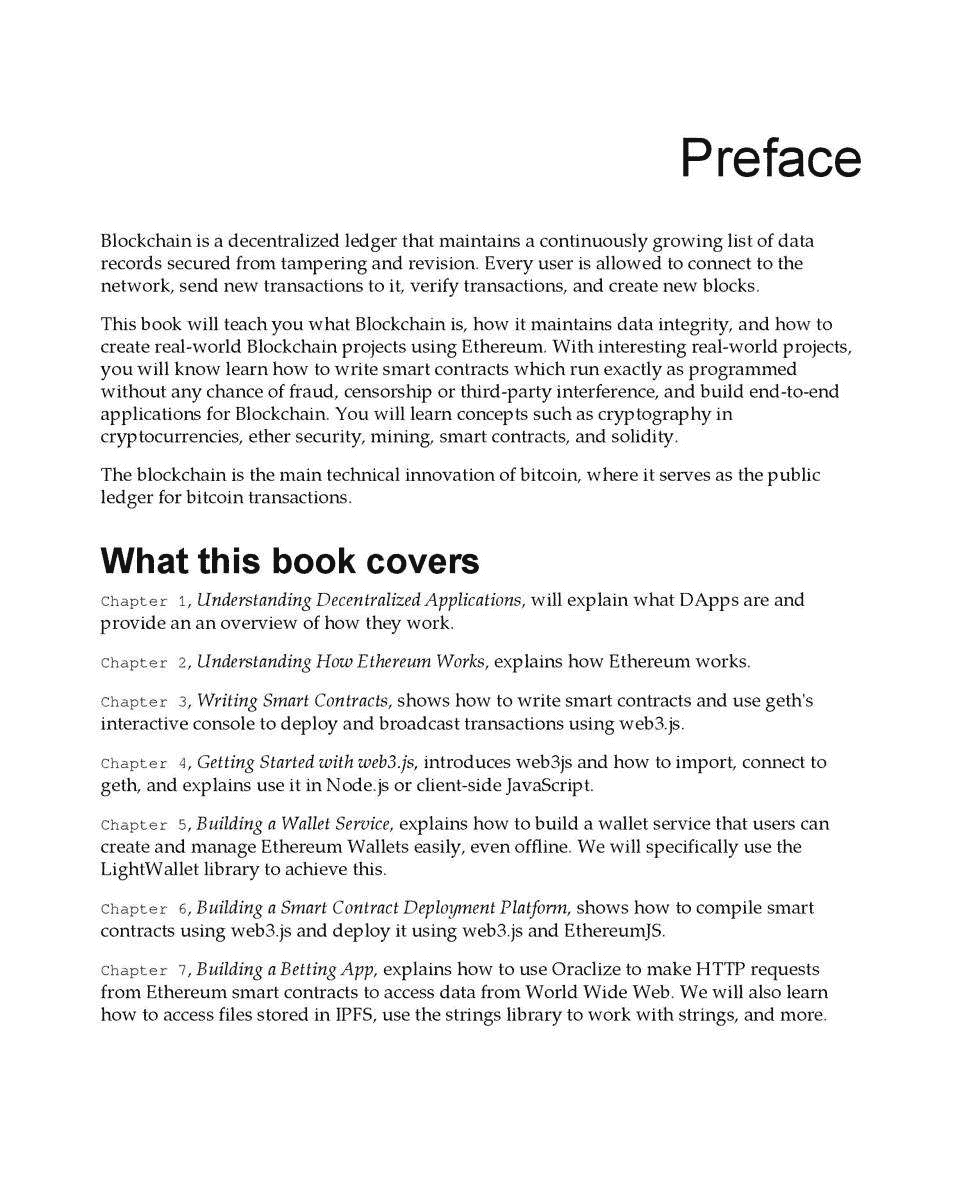 Preface
Blockchain is a decentralized ledger that maintains a continuously growing list of data
records secured from tampering and revision. Every user is allowed to connect to the
network, send new transactions to it, verify transactions, and create new blocks.
This book will teach you what Blockchain is, how it maintains data integrity, and how to
create real-world Blockchain projects using Ethereum. With interesting real-world projects,
you will know learn how to write smart contracts which run exactly as programmed
without any chance of fraud, censorship or third-party interference, and build end-to-end
applications for Blockchain. You will learn concepts such as cryptography in
cryptocurrencies, ether security, mining, smart contracts, and solidity.
The blockchain is the main technical innovation of bitcoin, where it serves as the public
ledger for bitcoin transactions.
What this book covers
Chapter 1, Understanding Decentralized Applications, will explain what DApps are and
provide an an overview of how they work.
Chapter 2, Understanding How Ethereum Works, explains how Ethereum works.
Chapter 3, Writing Smart Contracts, shows how to write smart contracts and use geth's
interactive console to deploy and broadcast transactions using web3.js.
Chapter 4, Getting Started with web3.js, introduces web3js and how to import, connect to
geth, and explains use it in Node.js or client-side JavaScript.
Chapter 5, Building a Wallet Service, explains how to build a wallet service that users can
create and manage Ethereum Wallets easily, even offline. We will specifically use the
LightWallet library to achieve this.
Chapter 6, Building a Smart Contract Deployment Platform, shows how to compile smart
contracts using web3.js and deploy it using web3.js and EthereumJS.
Chapter 7, Building a Betting App, explains how to use Oraclize to make HTTP requests
from Ethereum smart contracts to access data from World Wide Web. We will also learn
how to access files stored in IPFS, use the strings library to work with strings, and more.